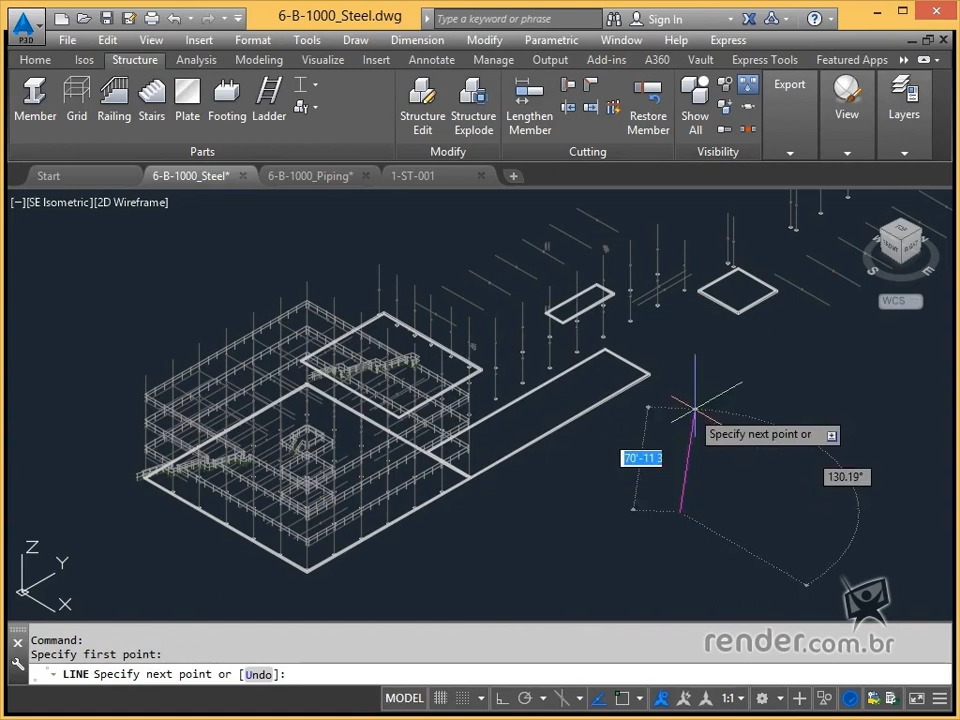 6-B-1000_Steel.dwg
Type a keyword or phrase
Sign In
P3D
File Edit View Insert Format Tools Draw Dimension Modify Parametric Window Help Express
Home Isos Structure Analysis Modeling Visualize Insert Annotate Manage Output Add-ins A360 Vault Express Tools Featured Apps
Member Grid Railing Stairs Plate Footing Ladder
Structure Edit
Structure Explode
Lengthen Member
Restore Member
Show All
Export
View
Layers
Parts Modify Cutting Visibility
Start 6-B-1000_Steel* 6-B-1000_Piping* 1-ST-001
[−][SE Isometric][2D Wireframe]
TOP
S
E
WCS
Specify next point or
70'-11 3
130.19°
Z
Y
X
render.com.br
Command:
Specify first point:
LINE Specify next point or [Undo]:
MODEL
1:1